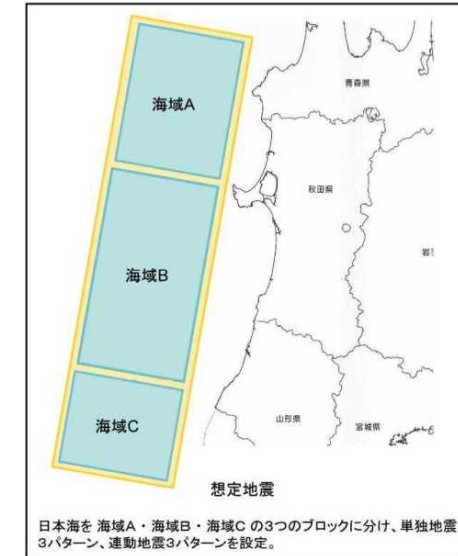 海域A
青森県
秋田県
海域B
岩
海域C
山形県
宮城県
想定地震
日本海を 海域A・海域B・海域C の3つのブロックに分け、単独地震
3パターン、連動地震3パターンを設定。